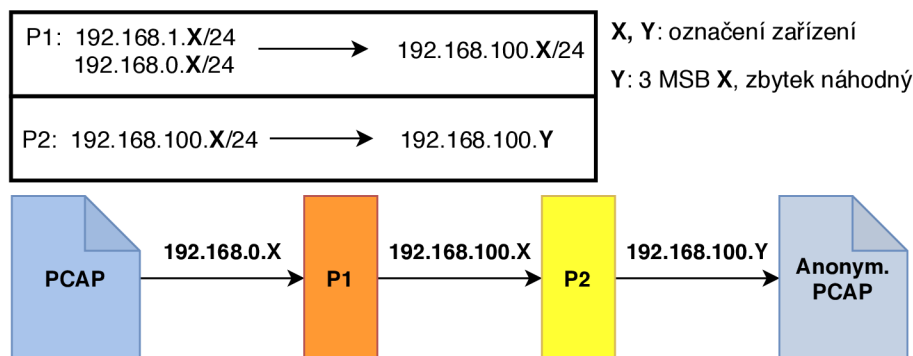 P1: 192.168.1.X/24
192.168.0.X/24
192.168.100.X/24
X, Y: označení zařízení
Y: 3 MSB X, zbytek náhodný
P2: 192.168.100.X/24
192.168.100.Y
PCAP
192.168.0.X
P1
192.168.100.X
P2
192.168.100.Y
Anonym.
PCAP